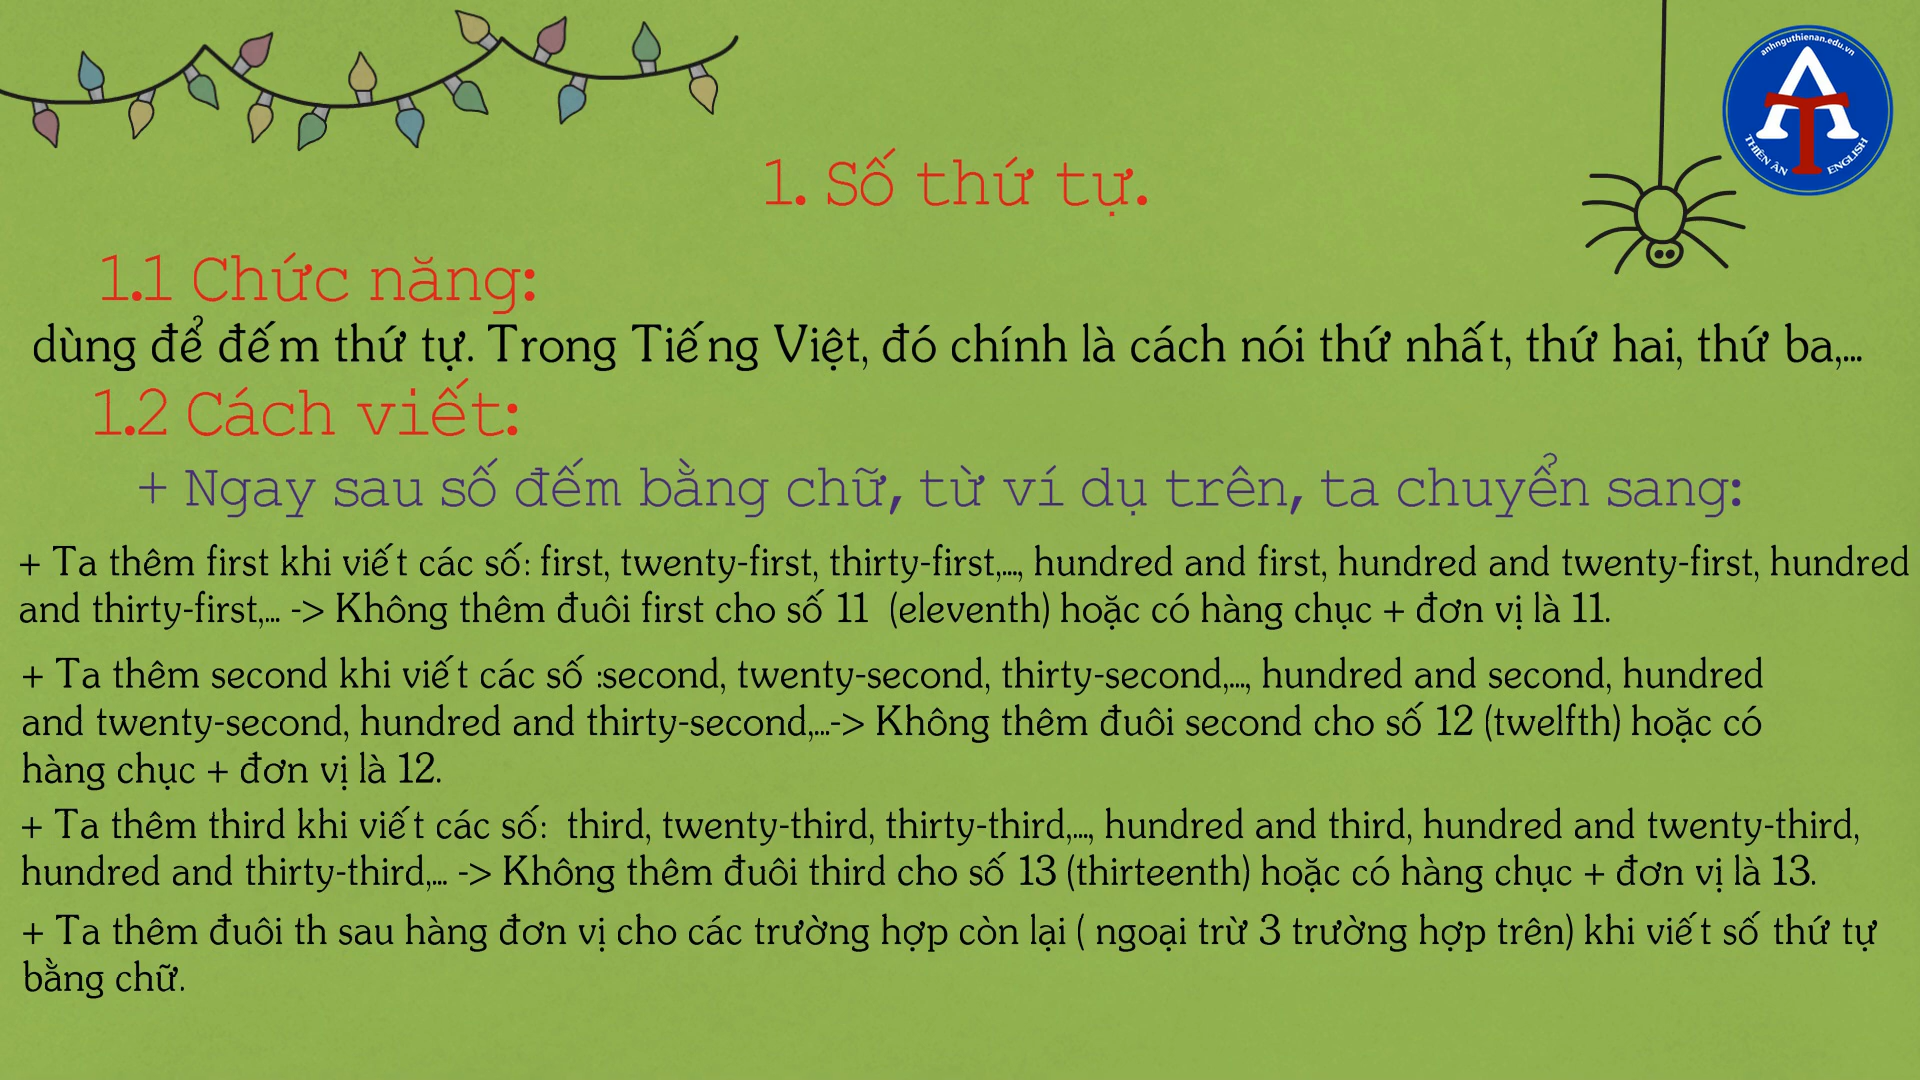 anhnguthienan.edu.vn
THIÊN ÂN ENGLISH
1. Số thứ tự.
1.1 Chức năng:
dùng để đếm thứ tự. Trong Tiếng Việt, đó chính là cách nói thứ nhất, thứ hai, thứ ba,...
1.2 Cách viết:
+ Ngay sau số đếm bằng chữ, từ ví dụ trên, ta chuyển sang:
+ Ta thêm first khi viết các số: first, twenty-first, thirty-first,..., hundred and first, hundred and twenty-first, hundred
and thirty-first,... -> Không thêm đuôi first cho số 11 (eleventh) hoặc có hàng chục + đơn vị là 11.
+ Ta thêm second khi viết các số :second, twenty-second, thirty-second,..., hundred and second, hundred
and twenty-second, hundred and thirty-second,...-> Không thêm đuôi second cho số 12 (twelfth) hoặc có
hàng chục + đơn vị là 12.
+ Ta thêm third khi viết các số: third, twenty-third, thirty-third,..., hundred and third, hundred and twenty-third,
hundred and thirty-third,... -> Không thêm đuôi third cho số 13 (thirteenth) hoặc có hàng chục + đơn vị là 13.
+ Ta thêm đuôi th sau hàng đơn vị cho các trường hợp còn lại ( ngoại trừ 3 trường hợp trên) khi viết số thứ tự
bằng chữ.